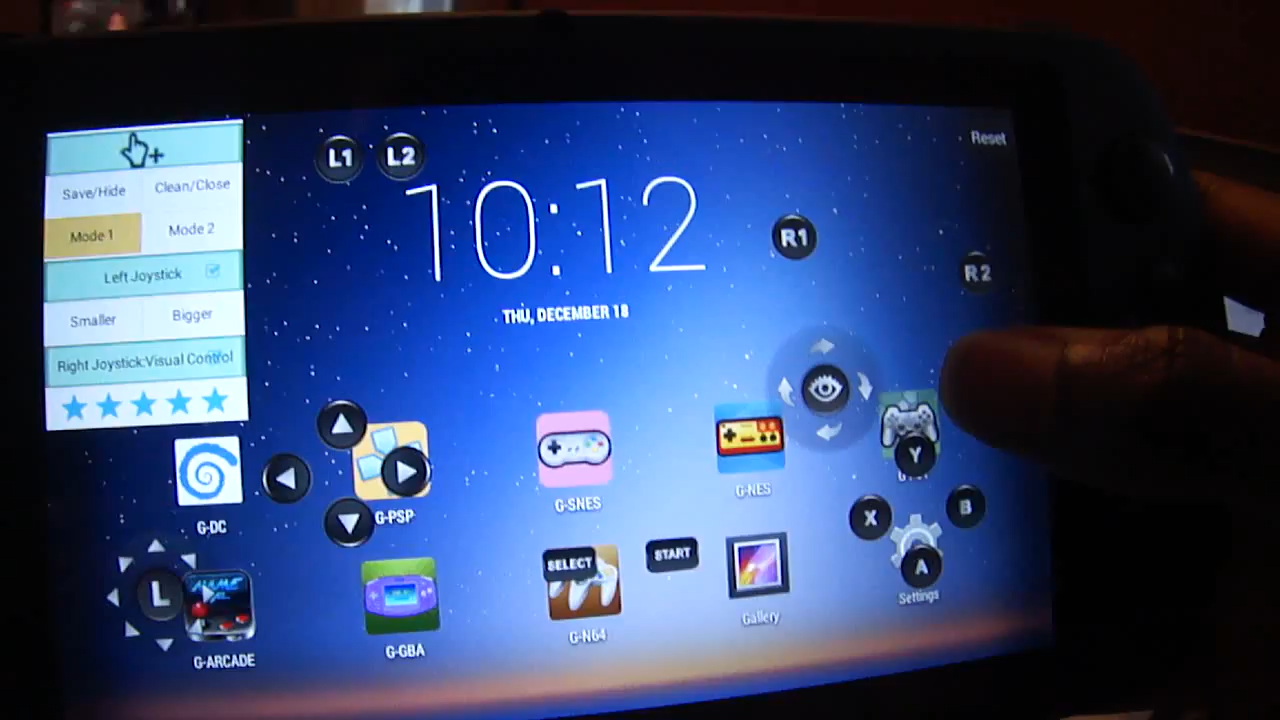 Reset
L1 L2
Save/Hide Clean/Close
Mode 1 Mode 2
10:12
R1
Left Joystick
R2
Smaller Bigger
THU, DECEMBER 18
Right Joystick:Visual Control
Y
G-DC
G-PSP
G-SNES
G-NES
X
B
SELECT
START
A
L
G-ARCADE
G-GBA
G-N64
Gallery
Settings